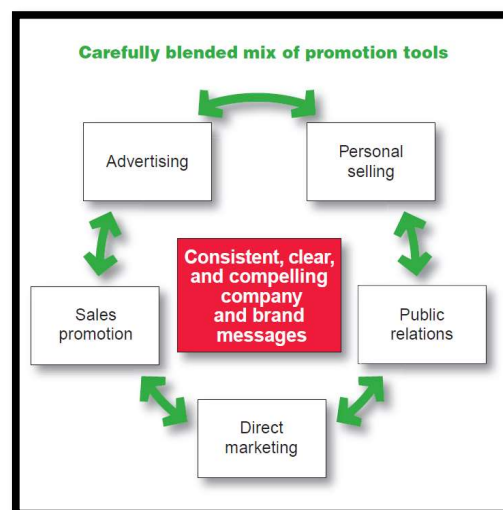 Carefully blended mix of promotion tools
Advertising
Personal
selling
Consistent, clear,
and compelling
company
and brand
messages
Sales
promotion
Public
relations
Direct
marketing